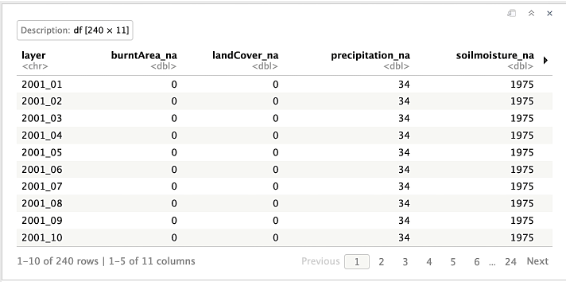 Description: df [240 × 11]
layer burntArea_na landCover_na precipitation_na soilmoisture_na
<chr> <dbl> <dbl> <dbl> <dbl>
2001_01 0 0 34 1975
2001_02 0 0 34 1975
2001_03 0 0 34 1975
2001_04 0 0 34 1975
2001_05 0 0 34 1975
2001_06 0 0 34 1975
2001_07 0 0 34 1975
2001_08 0 0 34 1975
2001_09 0 0 34 1975
2001_10 0 0 34 1975
1-10 of 240 rows | 1-5 of 11 columns Previous 1 2 3 4 5 6 ... 24 Next